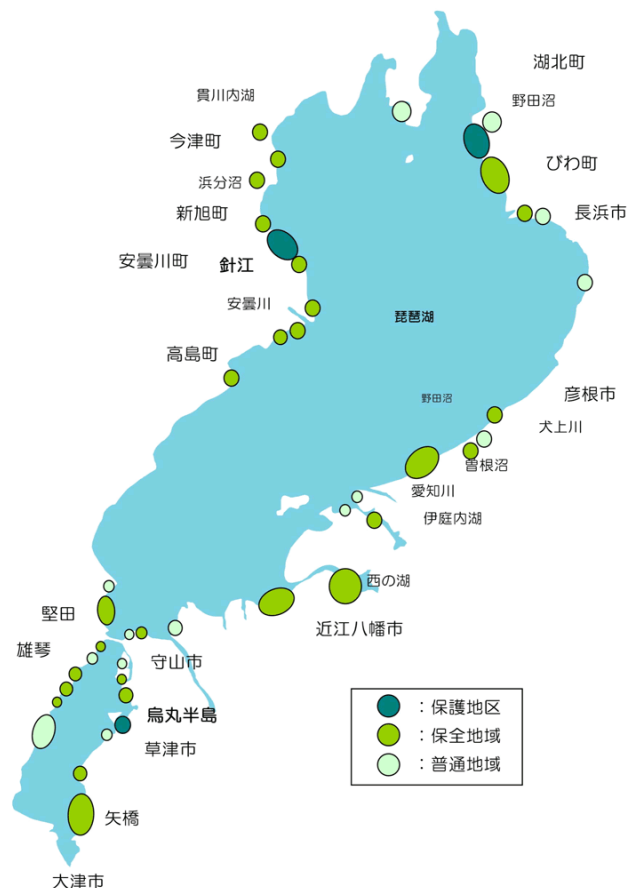 湖北町
貫川内湖
野田沼
今津町
びわ町
浜分沼
新旭町
長浜市
安曇川町
針江
安曇川
琵琶湖
高島町
彦根市
野田沼
犬上川
曽根沼
愛知川
伊庭内湖
西の湖
堅田
近江八幡市
雄琴
守山市
烏丸半島
：保護地区
草津市
：保全地域
：普通地域
矢橋
大津市